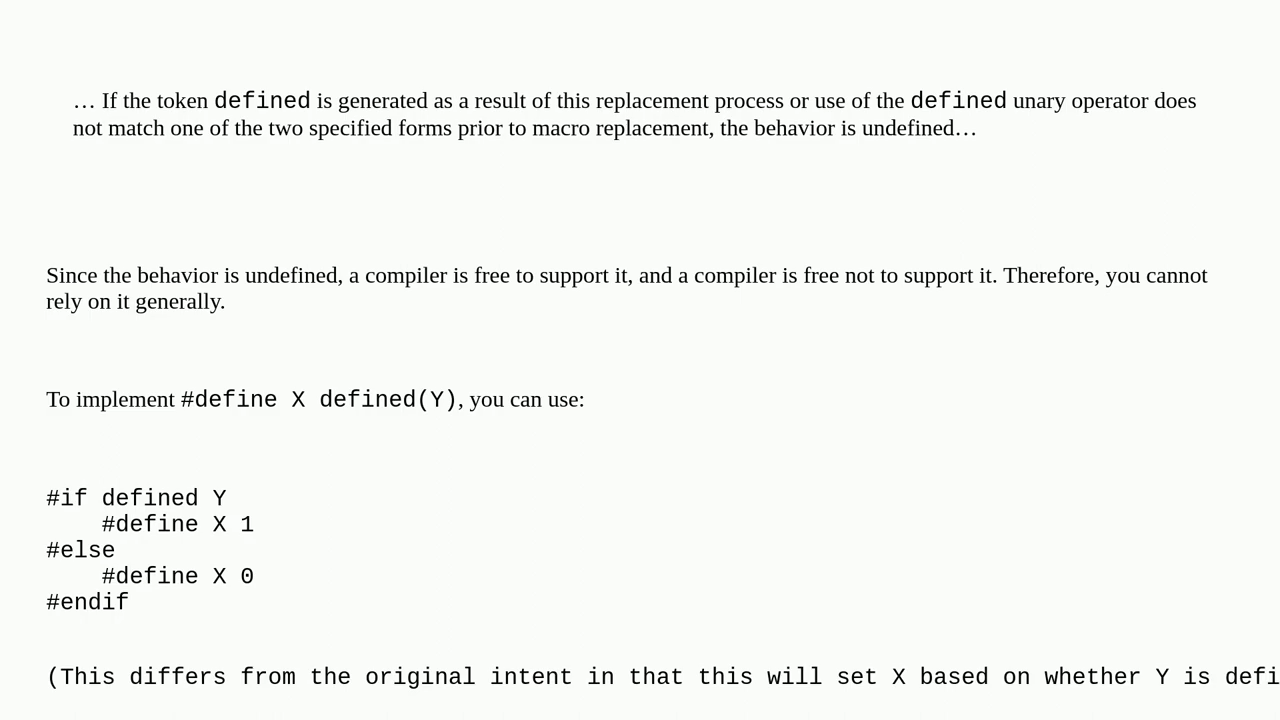 … If the token defined is generated as a result of this replacement process or use of the defined unary operator does
not match one of the two specified forms prior to macro replacement, the behavior is undefined…
Since the behavior is undefined, a compiler is free to support it, and a compiler is free not to support it. Therefore, you cannot
rely on it generally.
To implement #define X defined(Y), you can use:
#if defined Y
    #define X 1
#else
    #define X 0
#endif
(This differs from the original intent in that this will set X based on whether Y is